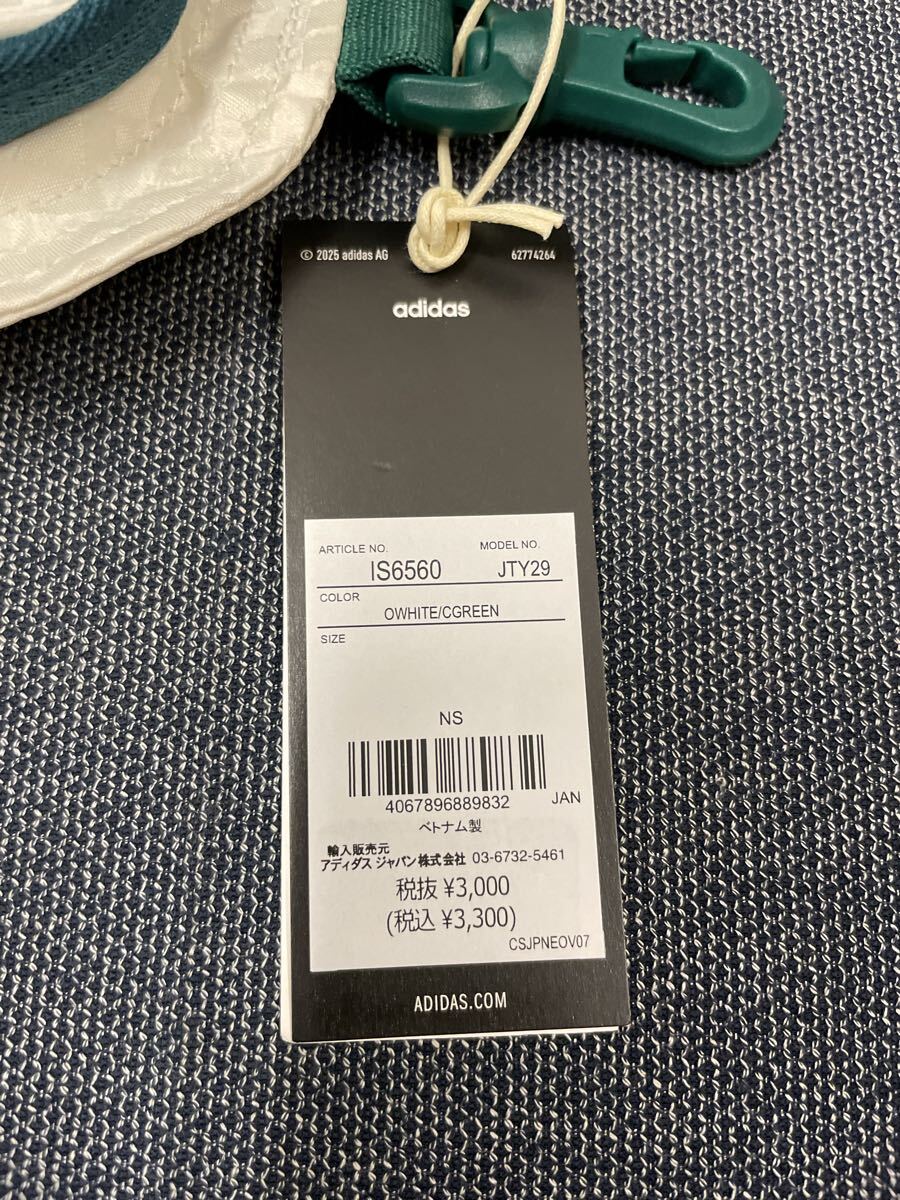 © 2025 adidas AG 62774264
adidas
ARTICLE NO. MODEL NO.
IS6560 JTY29
COLOR
OWHITE/CGREEN
SIZE
NS
4067896889832 JAN
ベトナム製
輸入販売元
アディダス ジャパン株式会社 03-6732-5461
税抜 ¥3,000
(税込 ¥3,300)
CSJPNEOV07
ADIDAS.COM